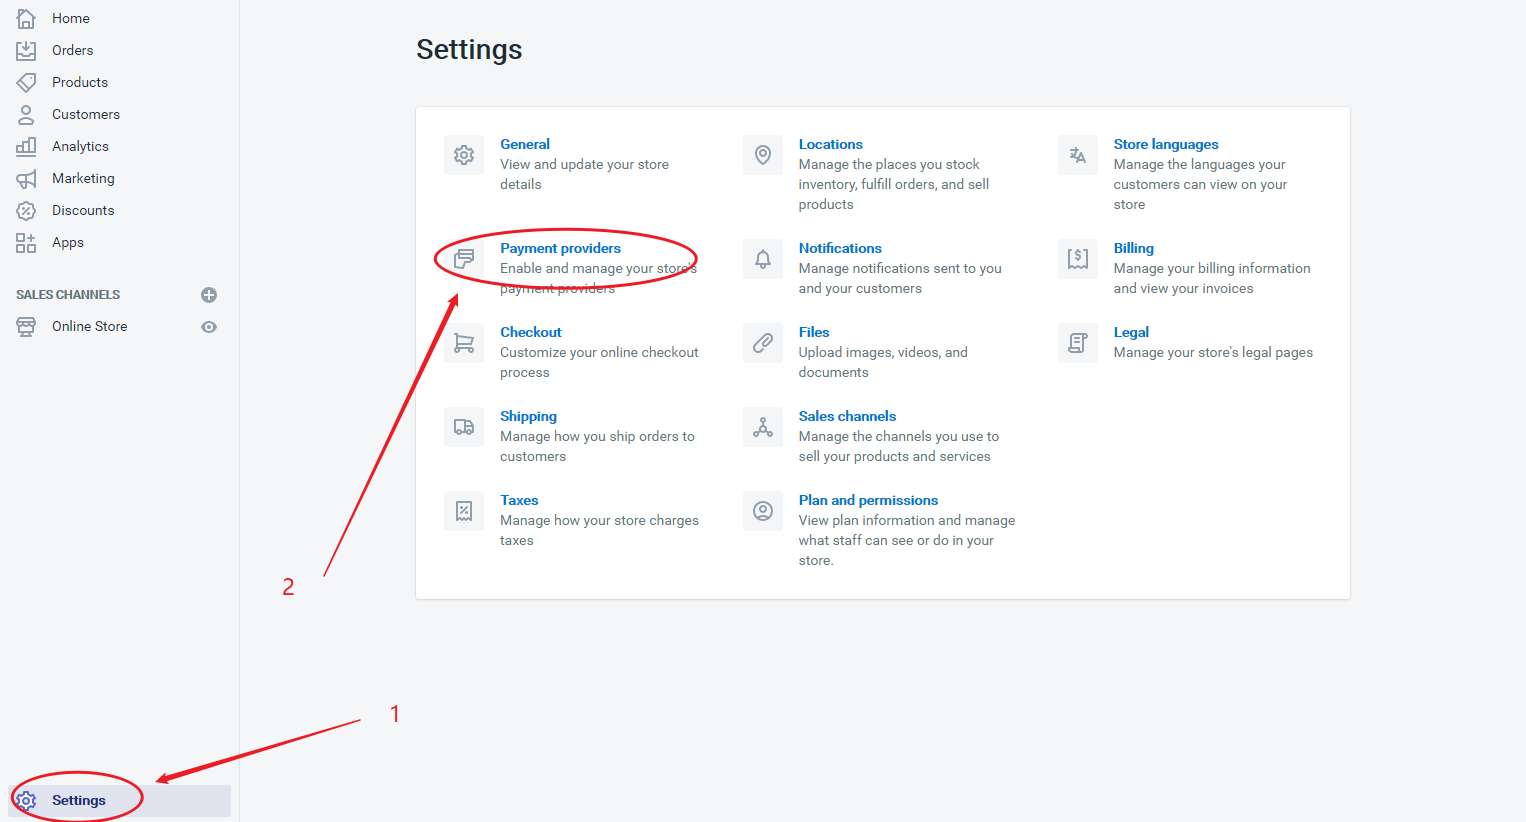 Home
Orders
Products
Customers
Analytics
Marketing
Discounts
Apps
SALES CHANNELS
Online Store
Settings
Settings
General
View and update your store
details
Payment providers
Enable and manage your store's
payment providers
Checkout
Customize your online checkout
process
Shipping
Manage how you ship orders to
customers
Taxes
Manage how your store charges
taxes
Locations
Manage the places you stock
inventory, fulfill orders, and sell
products
Notifications
Manage notifications sent to you
and your customers
Files
Upload images, videos, and
documents
Sales channels
Manage the channels you use to
sell your products and services
Plan and permissions
View plan information and manage
what staff can see or do in your
store.
Store languages
Manage the languages your
customers can view on your
store
Billing
Manage your billing information
and view your invoices
Legal
Manage your store's legal pages
2
1